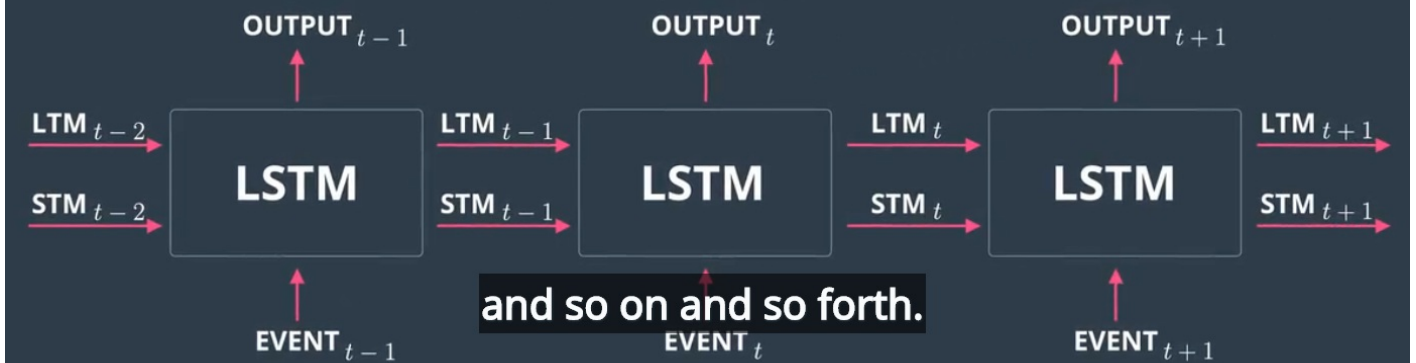 OUTPUT t − 1 OUTPUT t OUTPUT t + 1
LTM t − 2 LTM t − 1 LTM t LTM t + 1
LSTM LSTM LSTM
STM t − 2 STM t − 1 STM t STM t + 1
and so on and so forth.
EVENT t − 1 EVENT t EVENT t + 1